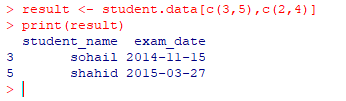 > result <- student.data[c(3,5),c(2,4)]
> print(result)
  student_name  exam_date
3       sohail 2014-11-15
5       shahid 2015-03-27
>